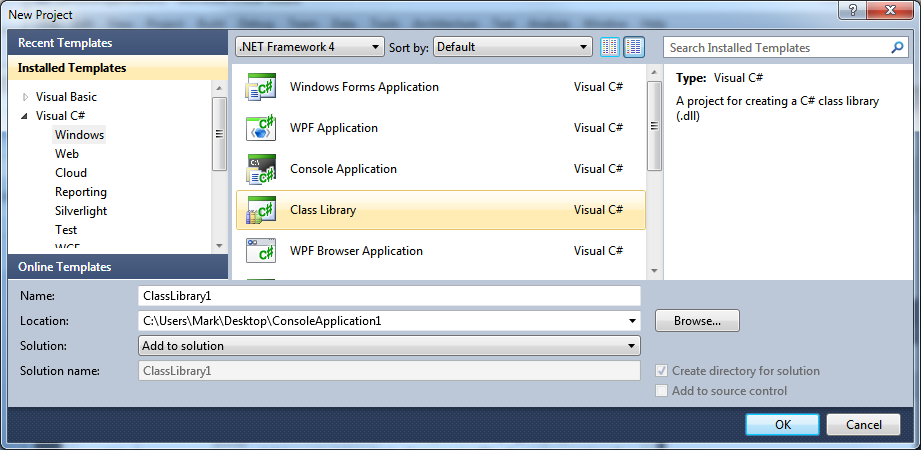 New Project
Recent Templates
Installed Templates
Visual Basic
Visual C#
Windows
Web
Cloud
Reporting
Silverlight
Test
WCF
Online Templates
.NET Framework 4 Sort by: Default
Windows Forms Application Visual C#
WPF Application Visual C#
Console Application Visual C#
Class Library Visual C#
WPF Browser Application Visual C#
Search Installed Templates
Type: Visual C#
A project for creating a C# class library
(.dll)
Name: ClassLibrary1
Location: C:\Users\Mark\Desktop\ConsoleApplication1 Browse...
Solution: Add to solution
Solution name: ClassLibrary1 Create directory for solution
Add to source control
OK Cancel